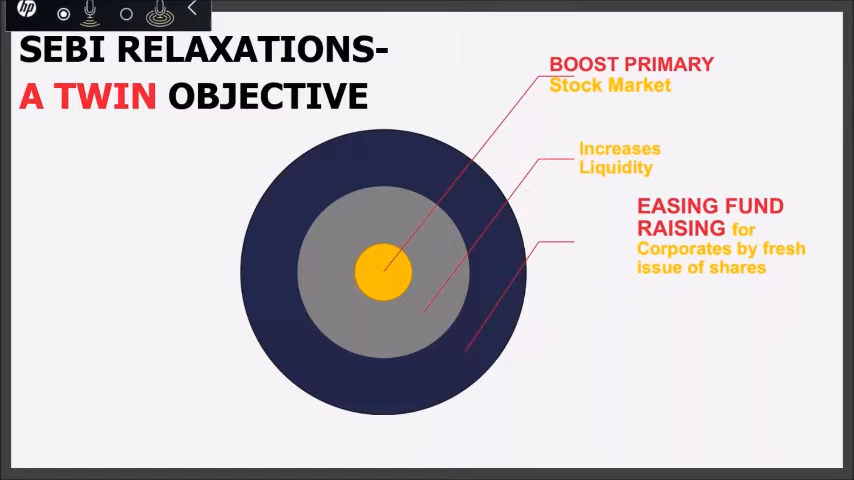 hp
SEBI RELAXATIONS-
A TWIN OBJECTIVE
BOOST PRIMARY
Stock Market
Increases
Liquidity
EASING FUND
RAISING for
Corporates by fresh
issue of shares